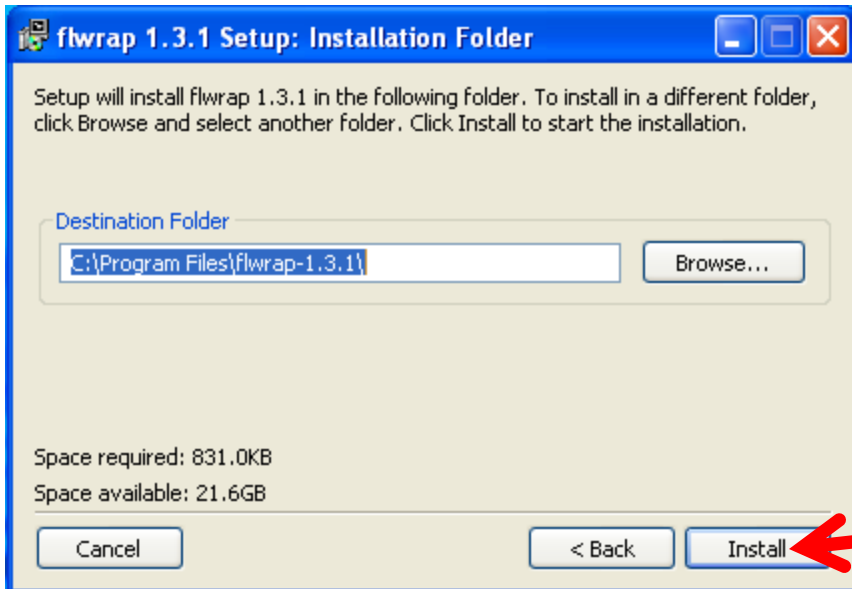 flwrap 1.3.1 Setup: Installation Folder
Setup will install flwrap 1.3.1 in the following folder. To install in a different folder,
click Browse and select another folder. Click Install to start the installation.
Destination Folder
C:\Program Files\flwrap-1.3.1\
Browse...
Space required: 831.0KB
Space available: 21.6GB
Cancel
< Back
Install